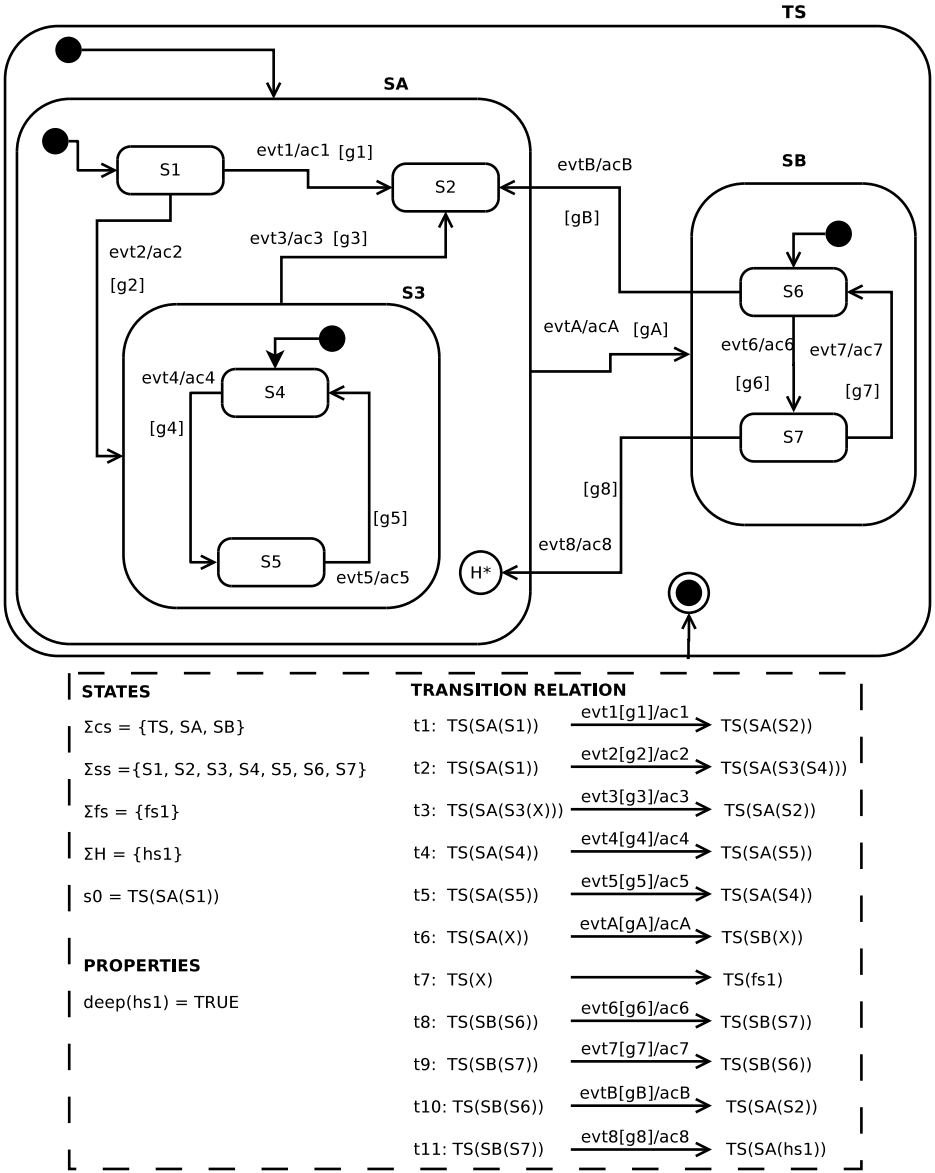 TS
SA
S1
evt1/ac1 [g1]
S2
evtB/acB
SB
[gB]
evt2/ac2
[g2]
evt3/ac3 [g3]
S3
S6
evtA/acA [gA]
evt6/ac6
evt7/ac7
[g6]
[g7]
evt4/ac4
S4
[g4]
S7
[g5]
[g8]
evt8/ac8
S5
evt5/ac5
H*
STATES
Σcs = {TS, SA, SB}
Σss ={S1, S2, S3, S4, S5, S6, S7}
Σfs = {fs1}
ΣH = {hs1}
s0 = TS(SA(S1))
PROPERTIES
deep(hs1) = TRUE
TRANSITION RELATION
t1: TS(SA(S1)) evt1[g1]/ac1 TS(SA(S2))
t2: TS(SA(S1)) evt2[g2]/ac2 TS(SA(S3(S4)))
t3: TS(SA(S3(X))) evt3[g3]/ac3 TS(SA(S2))
t4: TS(SA(S4)) evt4[g4]/ac4 TS(SA(S5))
t5: TS(SA(S5)) evt5[g5]/ac5 TS(SA(S4))
t6: TS(SA(X)) evtA[gA]/acA TS(SB(X))
t7: TS(X) TS(fs1)
t8: TS(SB(S6)) evt6[g6]/ac6 TS(SB(S7))
t9: TS(SB(S7)) evt7[g7]/ac7 TS(SB(S6))
t10: TS(SB(S6)) evtB[gB]/acB TS(SA(S2))
t11: TS(SB(S7)) evt8[g8]/ac8 TS(SA(hs1))